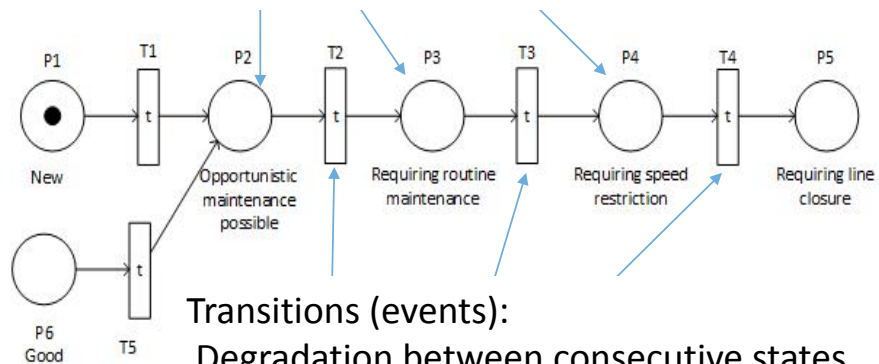 P1 T1 P2 T2 P3 T3 P4 T4 P5
t t t t
New
Opportunistic
maintenance
possible
Requiring routine
maintenance
Requiring speed
restriction
Requiring line
closure
t
P6
Good
T5
Transitions (events):
Degradation between consecutive states